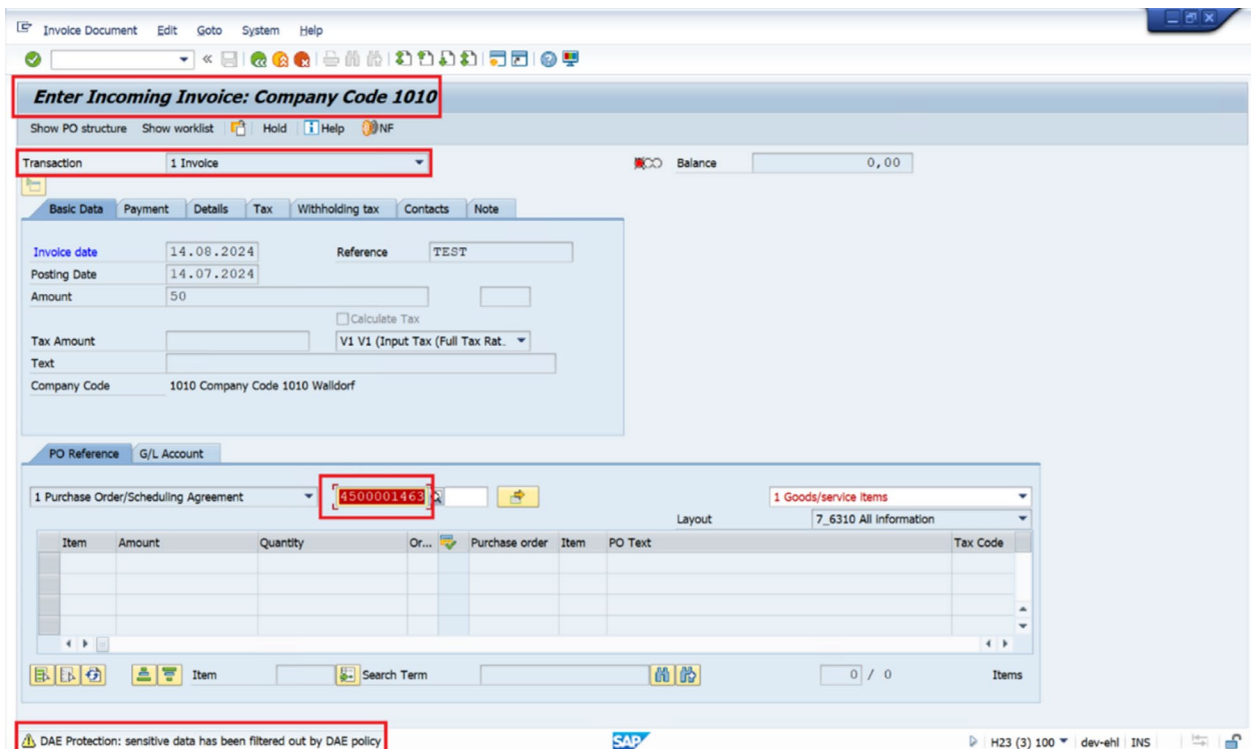 Invoice Document Edit Goto System Help
Enter Incoming Invoice: Company Code 1010
Show PO structure Show worklist Hold Help NF
Transaction 1 Invoice Balance 0,00
Basic Data Payment Details Tax Withholding tax Contacts Note
Invoice date 14.08.2024 Reference TEST
Posting Date 14.07.2024
Amount 50
Calculate Tax
Tax Amount V1 V1 (Input Tax (Full Tax Rat..
Text
Company Code 1010 Company Code 1010 Walldorf
PO Reference G/L Account
1 Purchase Order/Scheduling Agreement 4500001463 1 Goods/service items
Layout 7_6310 All information
Item Amount Quantity Or... Purchase order Item PO Text Tax Code
Item Search Term 0 / 0 Items
DAE Protection: sensitive data has been filtered out by DAE policy SAP H23 (3) 100 dev-ehl INS